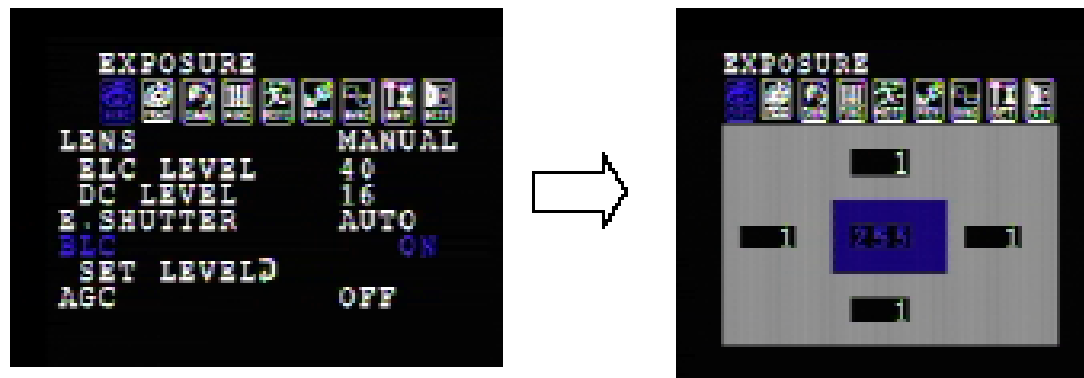 EXPOSURE
LENS MANUAL
ELC LEVEL 40
DC LEVEL 16
E.SHUTTER AUTO
BLC ON
SET LEVEL
AGC OFF
EXPOSURE
1
1 255 1
1